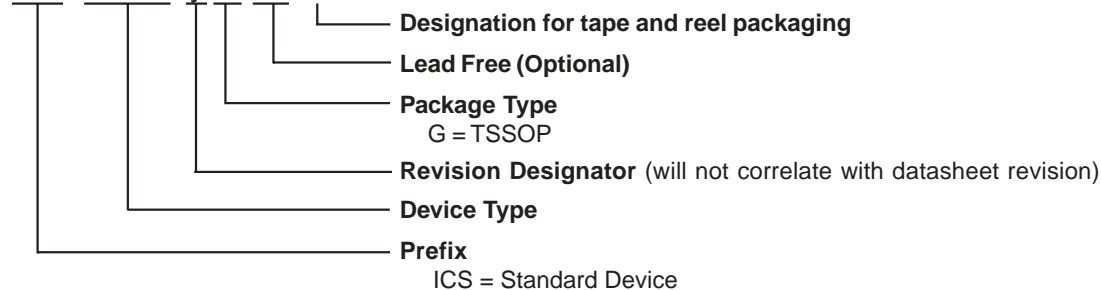 Designation for tape and reel packaging
Lead Free (Optional)
Package Type
G = TSSOP
Revision Designator (will not correlate with datasheet revision)
Device Type
Prefix
ICS = Standard Device